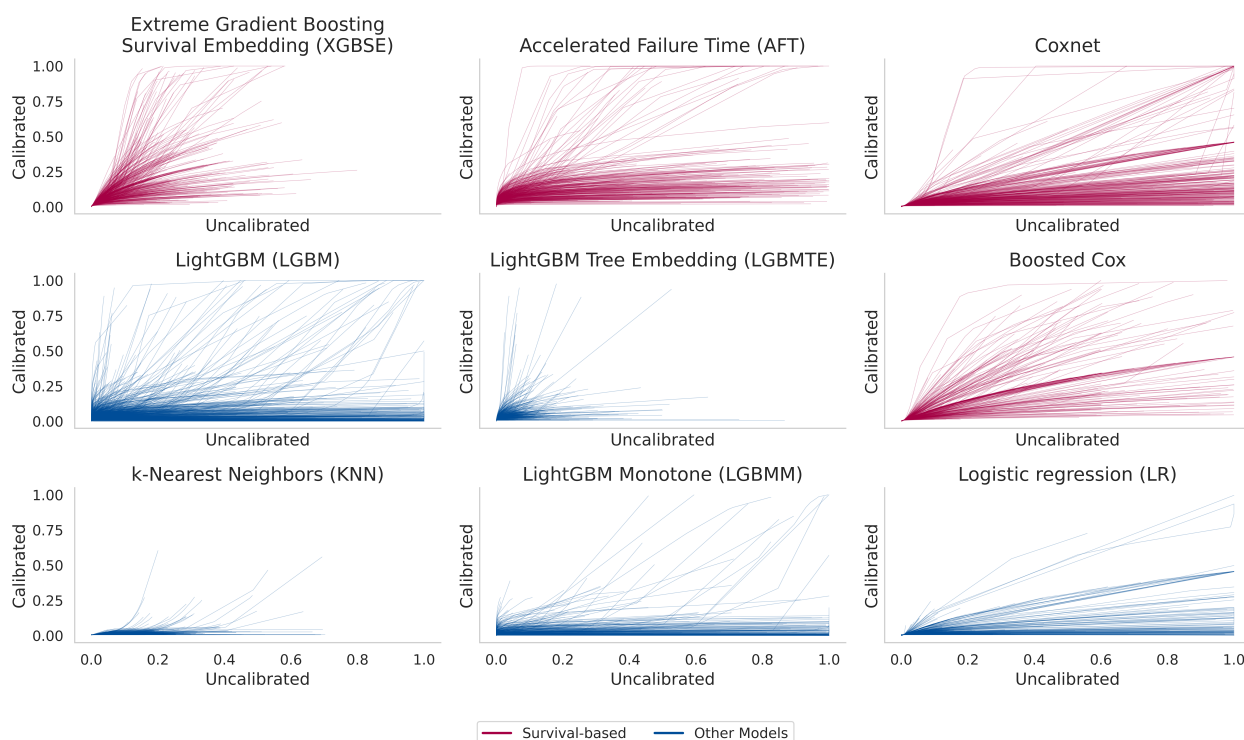 Extreme Gradient Boosting
Survival Embedding (XGBSE)
Accelerated Failure Time (AFT)
Coxnet
1.00
0.75
0.50
0.25
0.00
Calibrated
Calibrated
Calibrated
Uncalibrated
Uncalibrated
Uncalibrated
LightGBM (LGBM)
LightGBM Tree Embedding (LGBMTE)
Boosted Cox
1.00
0.75
0.50
0.25
0.00
Calibrated
Calibrated
Calibrated
Uncalibrated
Uncalibrated
Uncalibrated
k-Nearest Neighbors (KNN)
LightGBM Monotone (LGBMM)
Logistic regression (LR)
1.00
0.75
0.50
0.25
0.00
Calibrated
Calibrated
Calibrated
0.0 0.2 0.4 0.6 0.8 1.0
0.0 0.2 0.4 0.6 0.8 1.0
0.0 0.2 0.4 0.6 0.8 1.0
Uncalibrated
Uncalibrated
Uncalibrated
Survival-based
Other Models